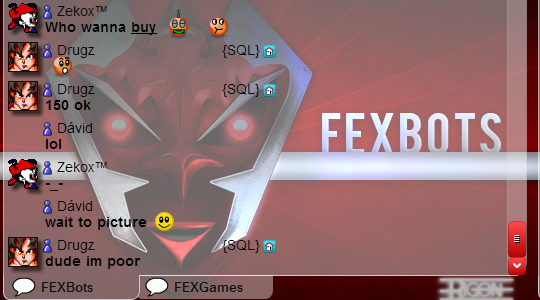 Zekox™
Who wanna buy
Drugz {SQL}
Drugz {SQL}
150 ok
Dávid
lol
FEXBOTS
Zekox™
-_-
Dávid
wait to picture
Drugz {SQL}
dude im poor
FEXBots FEXGames